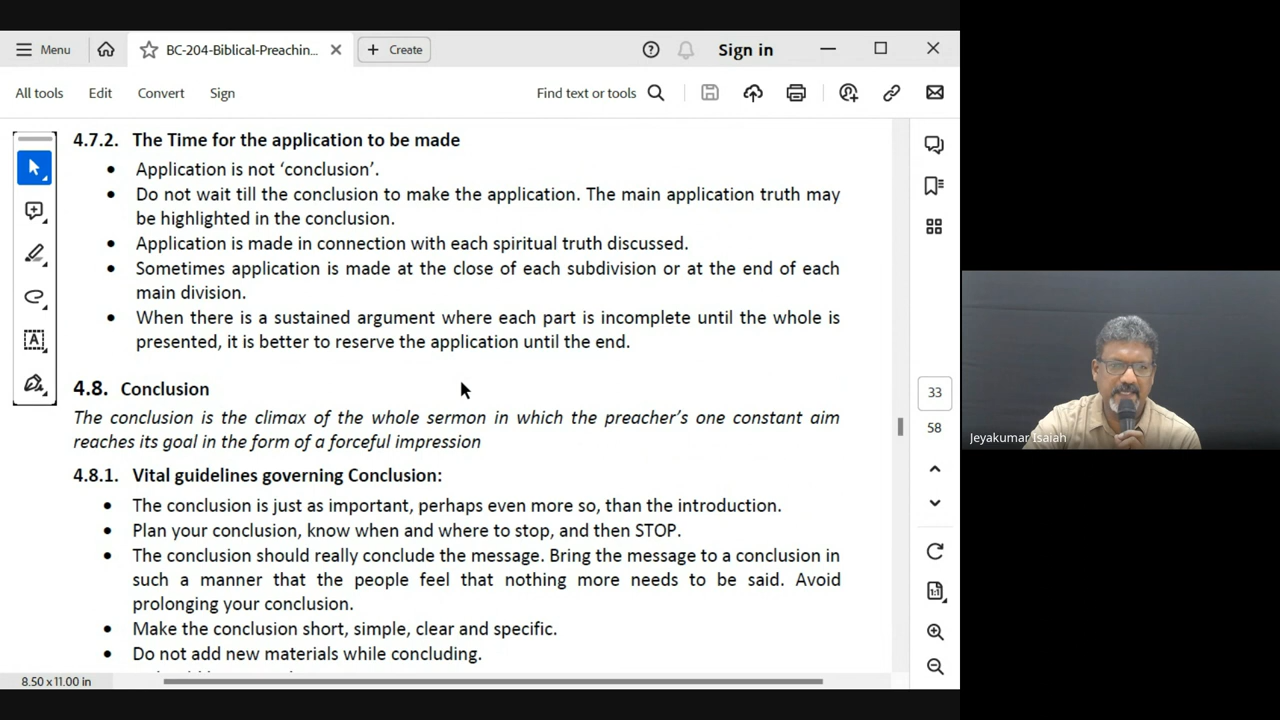 Menu
BC-204-Biblical-Preachin...
Create
Sign in
All tools Edit Convert Sign
Find text or tools
4.7.2. The Time for the application to be made
• Application is not ‘conclusion’.
• Do not wait till the conclusion to make the application. The main application truth may
be highlighted in the conclusion.
• Application is made in connection with each spiritual truth discussed.
• Sometimes application is made at the close of each subdivision or at the end of each
main division.
• When there is a sustained argument where each part is incomplete until the whole is
presented, it is better to reserve the application until the end.
4.8. Conclusion
The conclusion is the climax of the whole sermon in which the preacher’s one constant aim
reaches its goal in the form of a forceful impression
4.8.1. Vital guidelines governing Conclusion:
• The conclusion is just as important, perhaps even more so, than the introduction.
• Plan your conclusion, know when and where to stop, and then STOP.
• The conclusion should really conclude the message. Bring the message to a conclusion in
such a manner that the people feel that nothing more needs to be said. Avoid
prolonging your conclusion.
• Make the conclusion short, simple, clear and specific.
• Do not add new materials while concluding.
8.50 x 11.00 in
33
58
1:1
Jeyakumar Isaiah